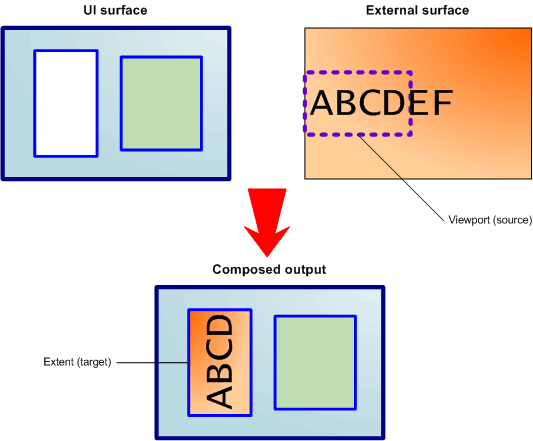 UI surface
External surface
ABCDEF
Viewport (source)
Composed output
ABCD
Extent (target)